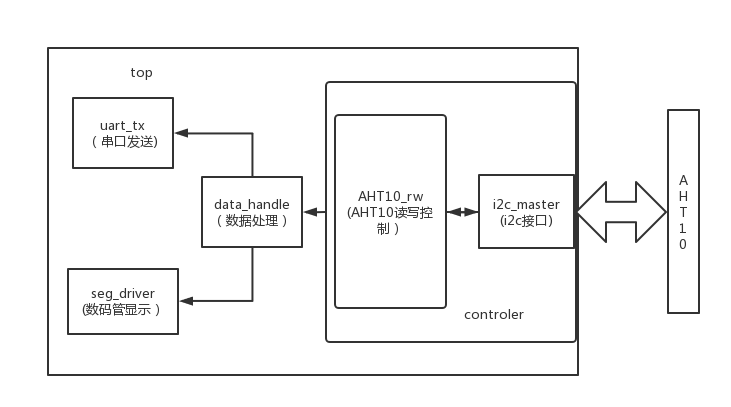 top
uart_tx
（ 串口发送)
data_handle
（ 数据处理 ）
seg_driver
(数码管显示 ）
AHT10_rw
(AHT10读写控
制 ）
i2c_master
(i2c接口)
controler
A
H
T
1
0